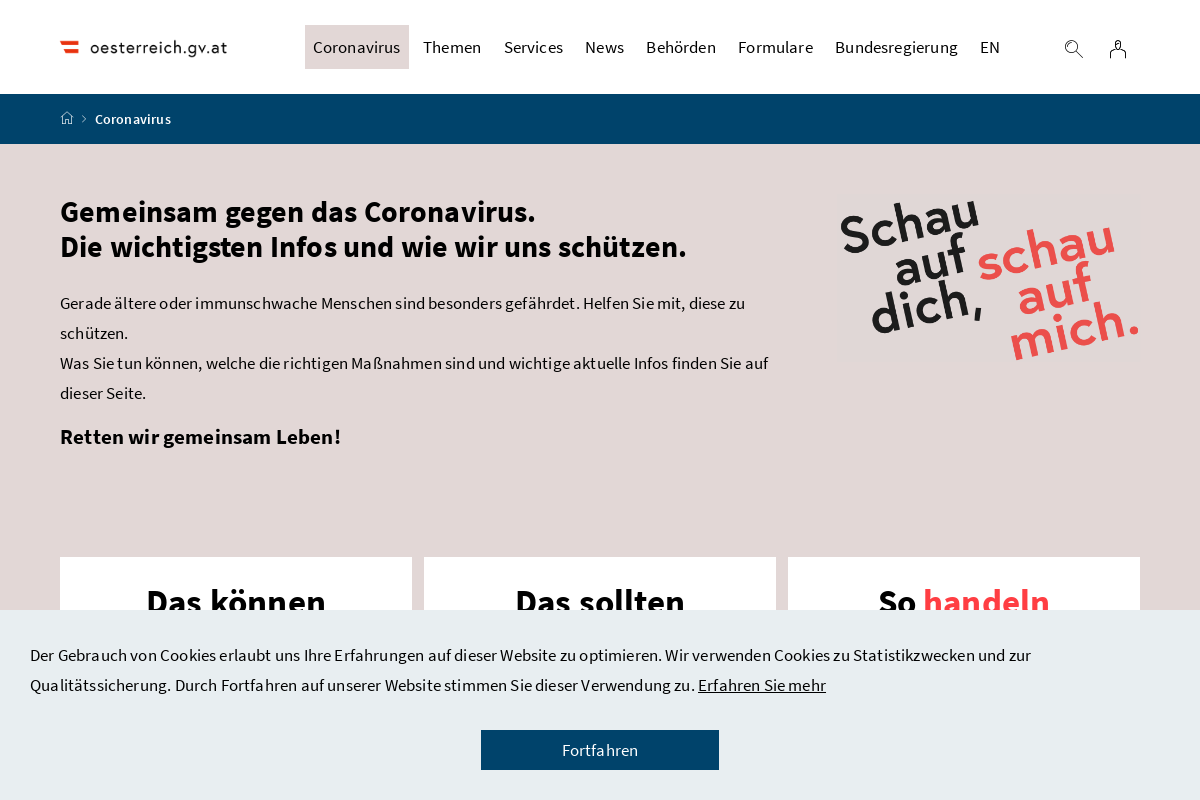 oesterreich.gv.at
Coronavirus Themen Services News Behörden Formulare Bundesregierung EN
Coronavirus
Gemeinsam gegen das Coronavirus.
Die wichtigsten Infos und wie wir uns schützen.
Gerade ältere oder immunschwache Menschen sind besonders gefährdet. Helfen Sie mit, diese zu
schützen.
Was Sie tun können, welche die richtigen Maßnahmen sind und wichtige aktuelle Infos finden Sie auf
dieser Seite.
Retten wir gemeinsam Leben!
Schau
auf
dich,
schau
auf
mich.
Das können
Das sollten
So handeln
Der Gebrauch von Cookies erlaubt uns Ihre Erfahrungen auf dieser Website zu optimieren. Wir verwenden Cookies zu Statistikzwecken und zur
Qualitätssicherung. Durch Fortfahren auf unserer Website stimmen Sie dieser Verwendung zu. Erfahren Sie mehr
Fortfahren